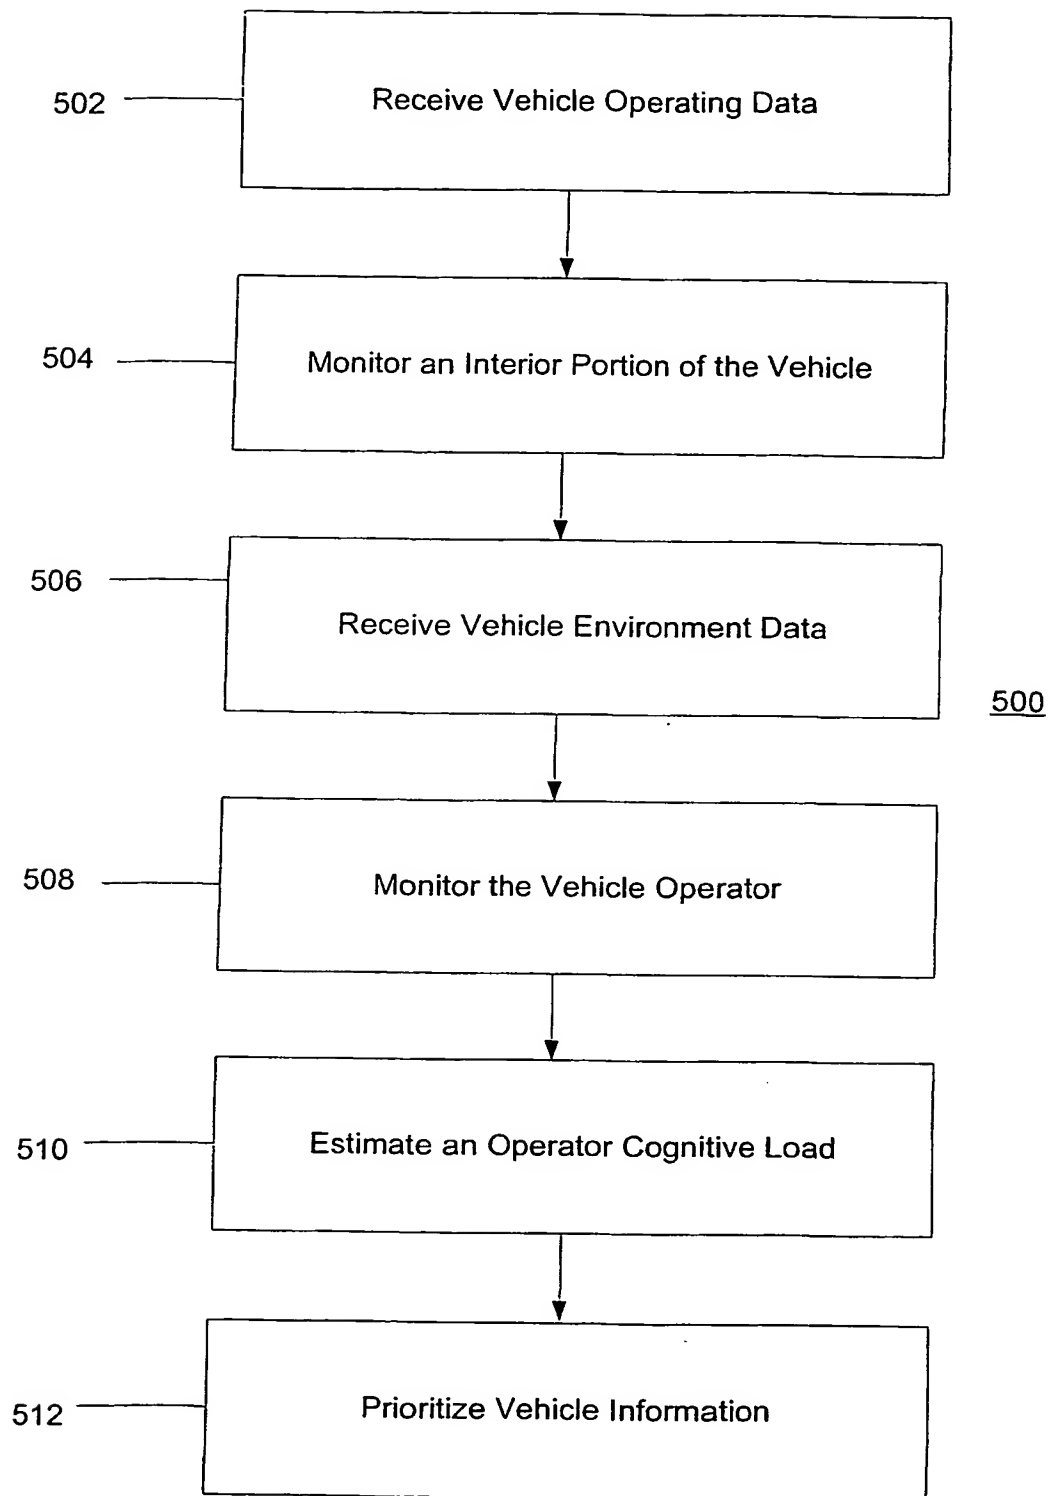 502
Receive Vehicle Operating Data
504
Monitor an Interior Portion of the Vehicle
506
Receive Vehicle Environment Data
500
508
Monitor the Vehicle Operator
510
Estimate an Operator Cognitive Load
512
Prioritize Vehicle Information